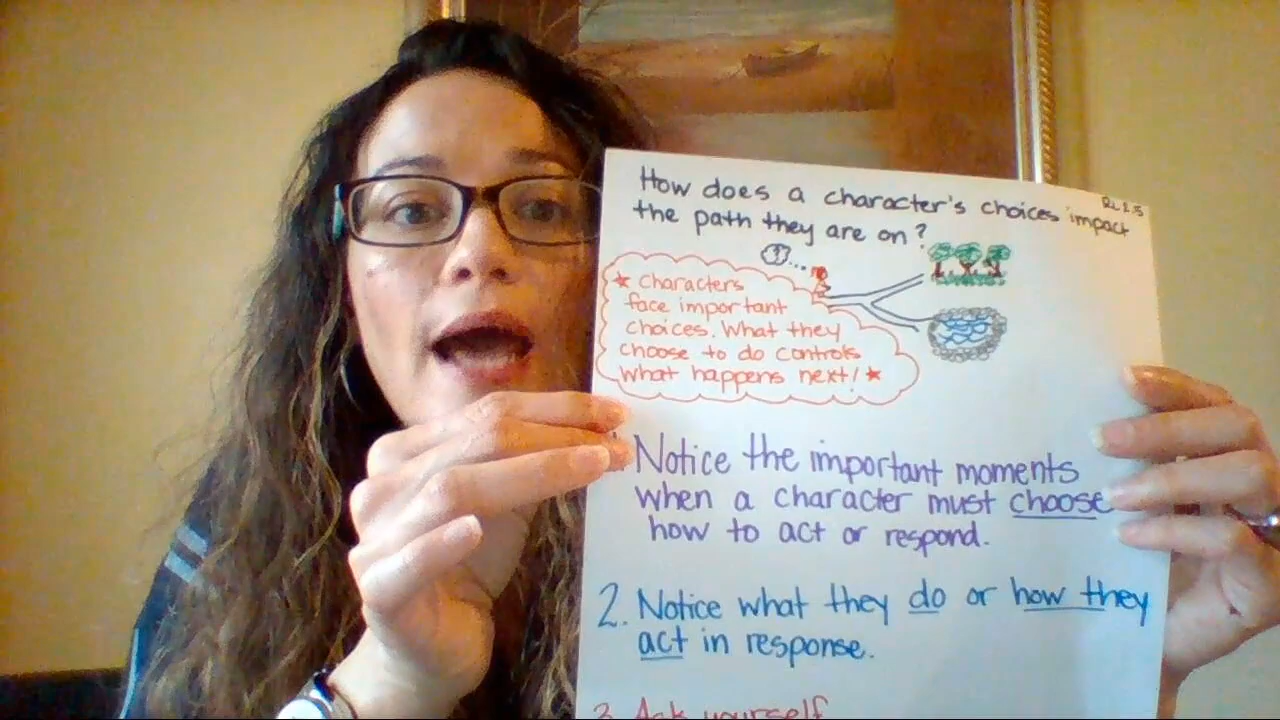 RL 2.5
How does a character's choices impact
the path they are on?
?
★ Characters
face important
choices. What they
choose to do controls
what happens next! ★
Notice the important moments
when a character must choose
how to act or respond.
2. Notice what they do or how they
act in response.
3. Ask yourself